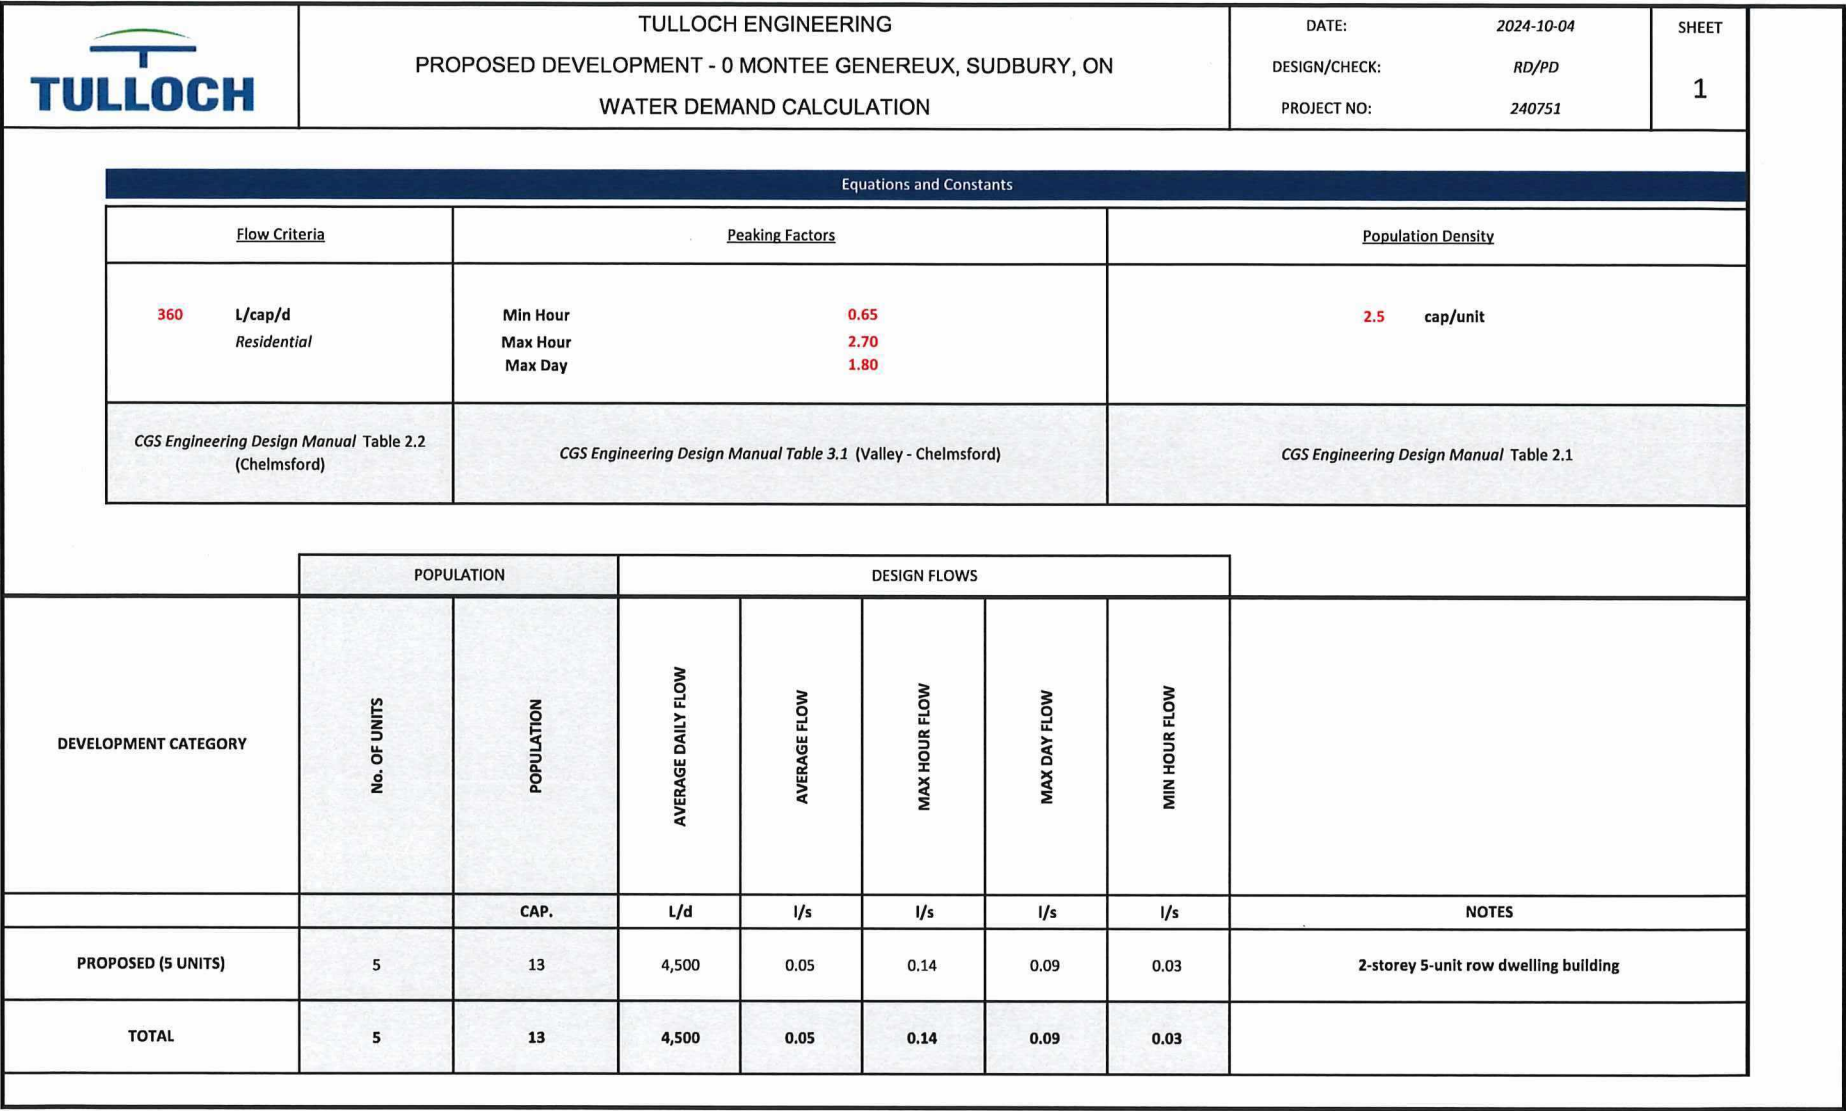 TULLOCH
TULLOCH ENGINEERING
PROPOSED DEVELOPMENT - 0 MONTEE GENEREUX, SUDBURY, ON
WATER DEMAND CALCULATION
DATE: 2024-10-04
DESIGN/CHECK: RD/PD
PROJECT NO: 240751
SHEET
1
Equations and Constants
Flow Criteria
Peaking Factors
Population Density
360 L/cap/d
Residential
Min Hour 0.65
Max Hour 2.70
Max Day 1.80
2.5 cap/unit
CGS Engineering Design Manual Table 2.2
(Chelmsford)
CGS Engineering Design Manual Table 3.1 (Valley - Chelmsford)
CGS Engineering Design Manual Table 2.1
POPULATION
DESIGN FLOWS
DEVELOPMENT CATEGORY
No. OF UNITS
POPULATION
AVERAGE DAILY FLOW
AVERAGE FLOW
MAX HOUR FLOW
MAX DAY FLOW
MIN HOUR FLOW
CAP. L/d l/s l/s l/s l/s NOTES
PROPOSED (5 UNITS) 5 13 4,500 0.05 0.14 0.09 0.03 2-storey 5-unit row dwelling building
TOTAL 5 13 4,500 0.05 0.14 0.09 0.03